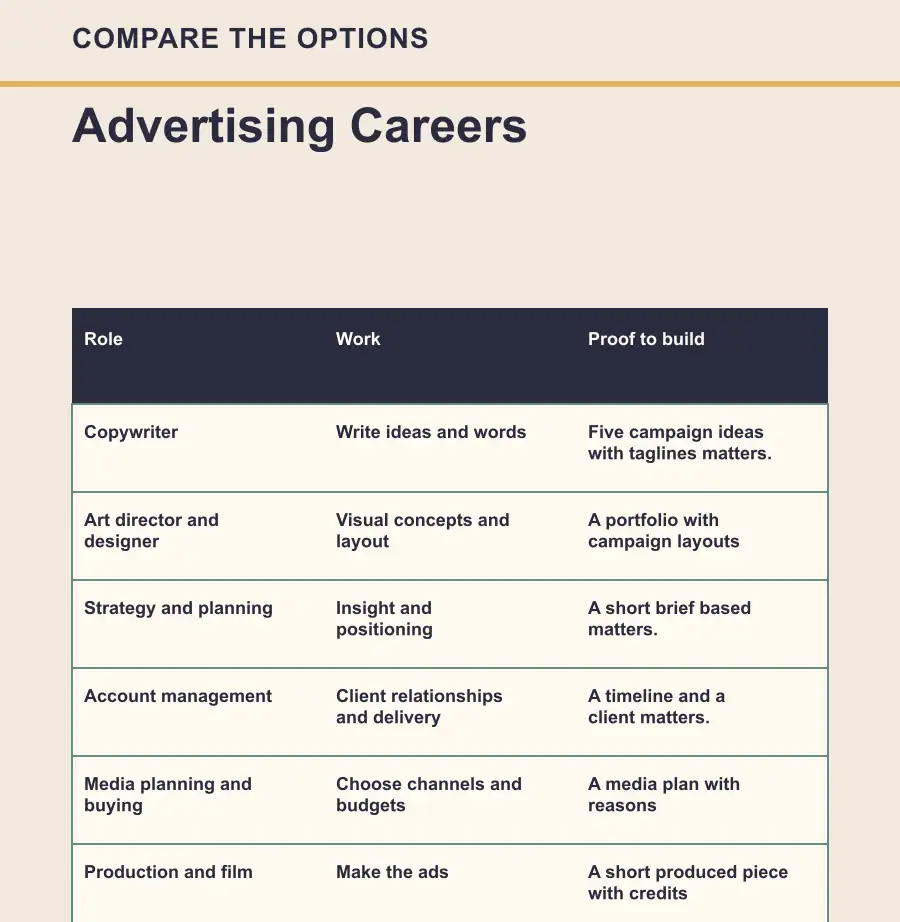 COMPARE THE OPTIONS
Advertising Careers
Role Work Proof to build
Copywriter Write ideas and words Five campaign ideas
with taglines matters.
Art director and Visual concepts and A portfolio with
designer layout campaign layouts
Strategy and planning Insight and A short brief based
positioning matters.
Account management Client relationships A timeline and a
and delivery client matters.
Media planning and Choose channels and A media plan with
buying budgets reasons
Production and film Make the ads A short produced piece
with credits